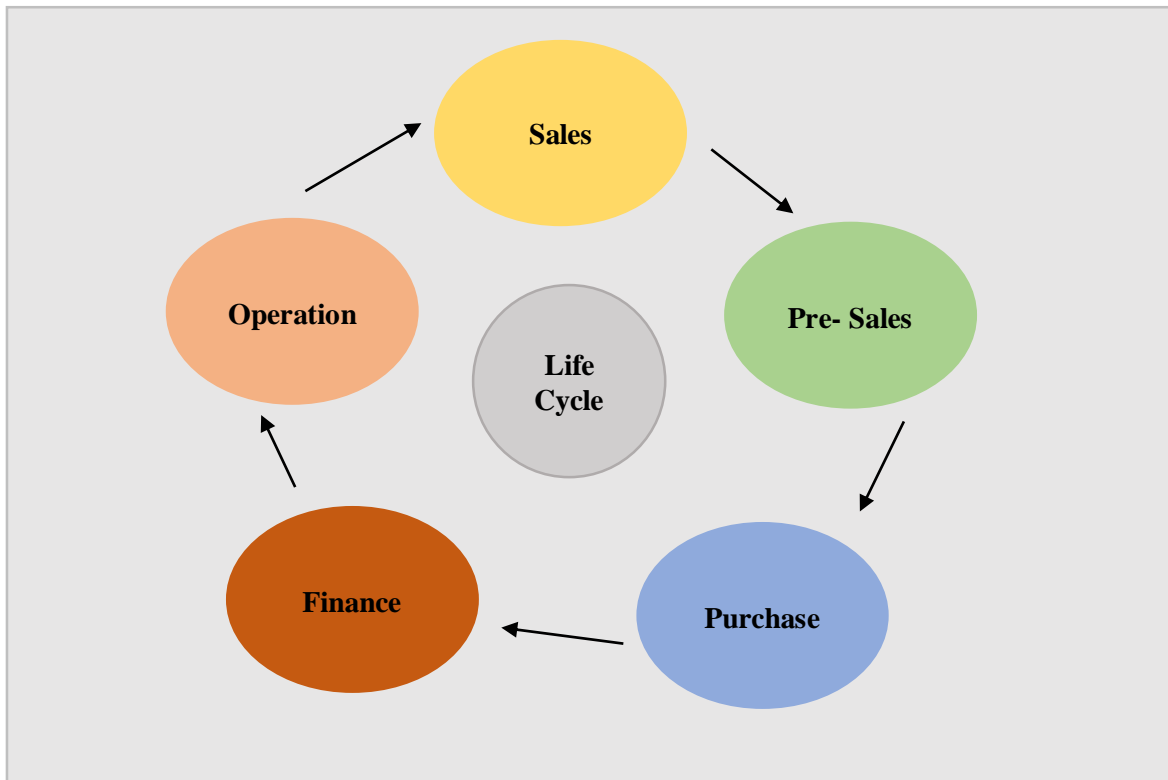 Sales
Operation
Pre- Sales
Life
Cycle
Finance
Purchase